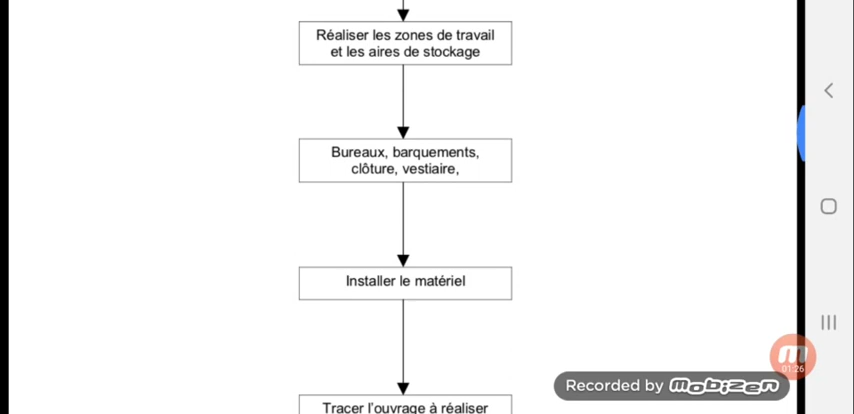 Réaliser les zones de travail
et les aires de stockage
Bureaux, barquements,
clôture, vestiaire,
Installer le matériel
Tracer l'ouvrage à réaliser
01:26
Recorded by Mobizen